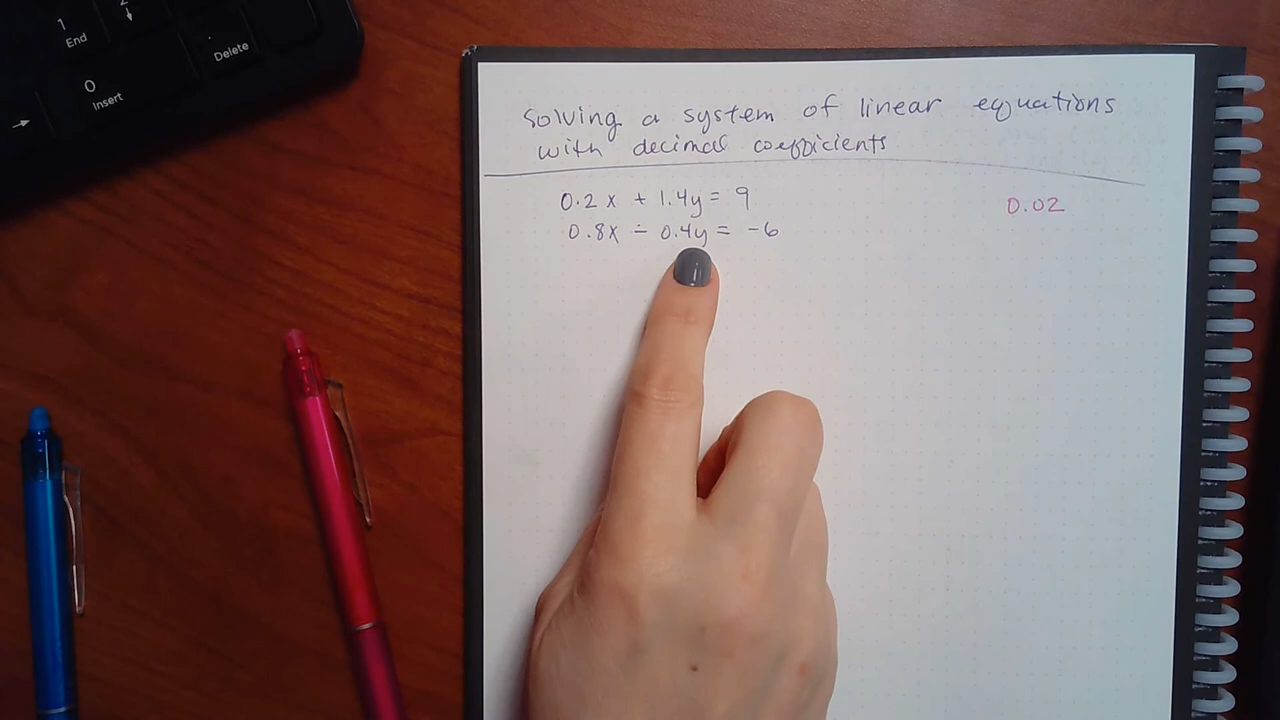 1
End
2
↓
.
Delete
0
Insert
→
Solving a system of linear equations
with decimal coefficients
0.2x + 1.4y = 9
0.02
0.8x - 0.4y = -6